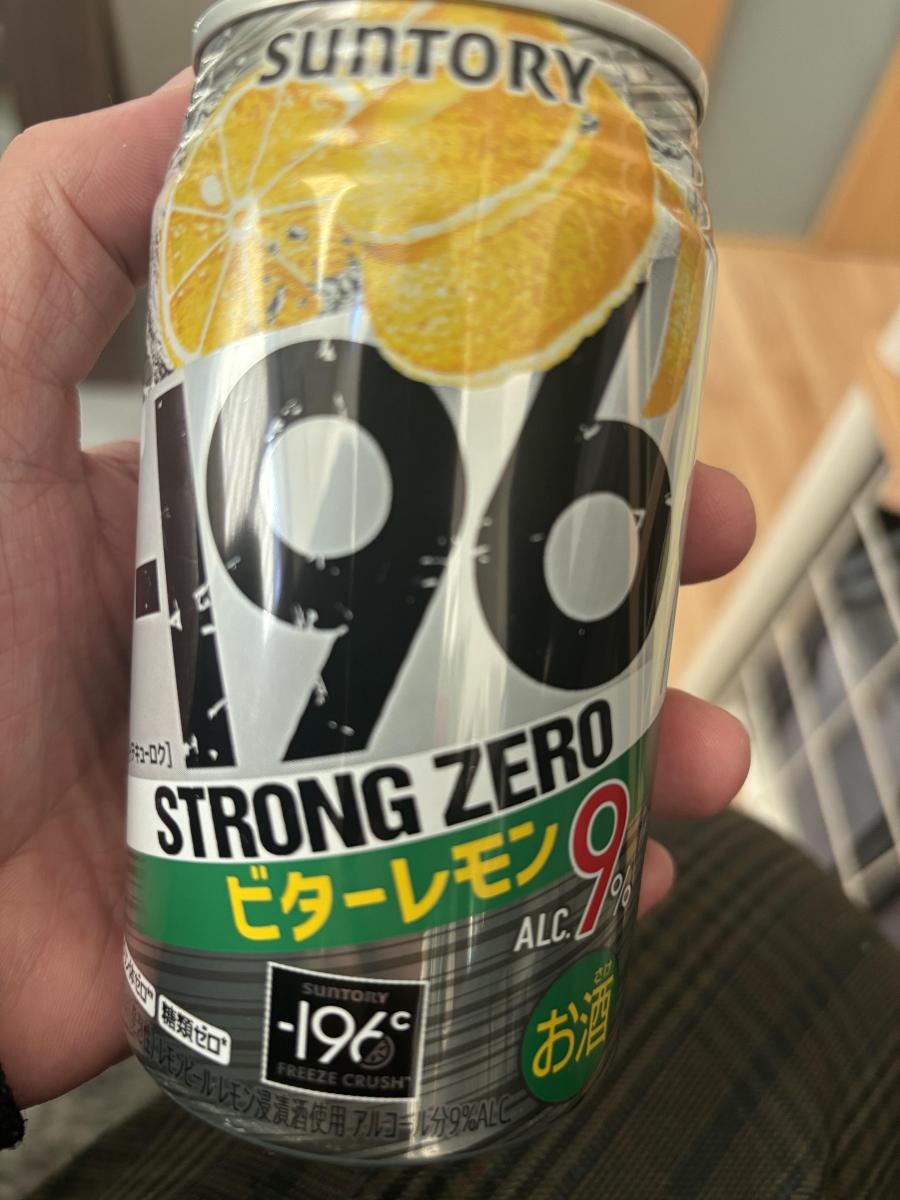 SUNTORY
-196
STRONG ZERO
ビターレモン
ALC. 9%
糖類ゼロ*
SUNTORY
-196℃
FREEZE CRUSH
お酒
さけ
レモンピール・レモン浸漬酒使用 アルコール分9%ALC